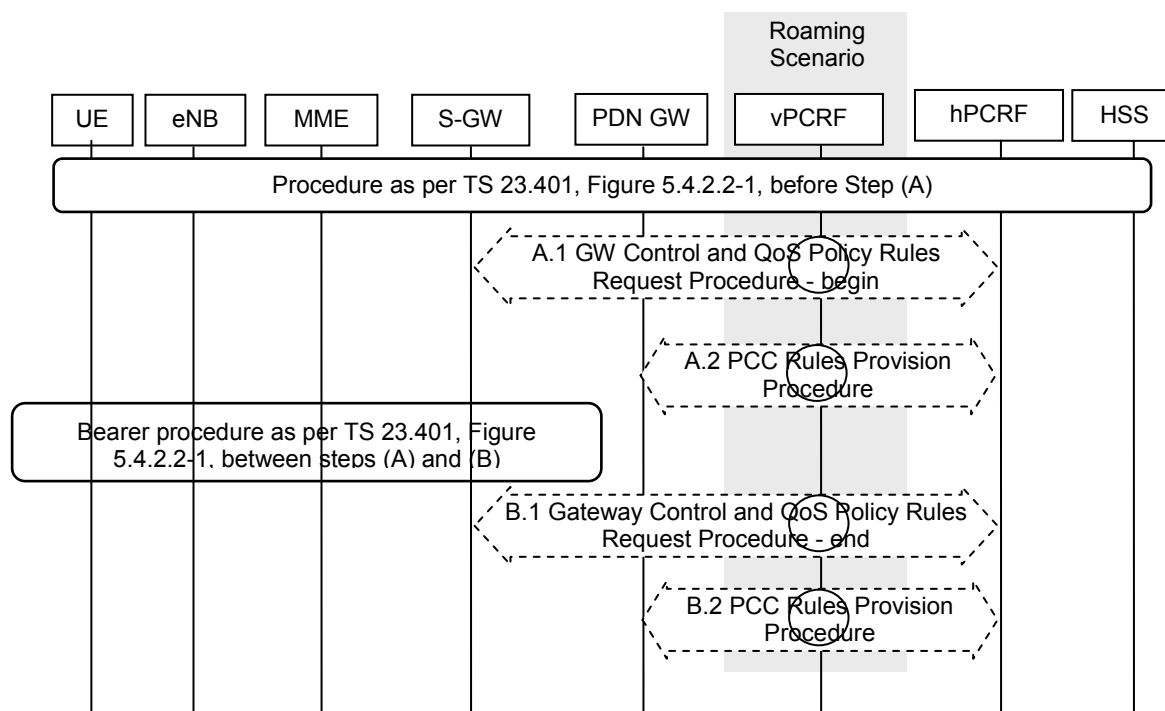 Roaming
Scenario
UE
eNB
MME
S-GW
PDN GW
vPCRF
hPCRF
HSS
Procedure as per TS 23.401, Figure 5.4.2.2-1, before Step (A)
A.1 GW Control and QoS Policy Rules
Request Procedure - begin
A.2 PCC Rules Provision
Procedure
Bearer procedure as per TS 23.401, Figure
5.4.2.2-1, between steps (A) and (B)
B.1 Gateway Control and QoS Policy Rules
Request Procedure - end
B.2 PCC Rules Provision
Procedure